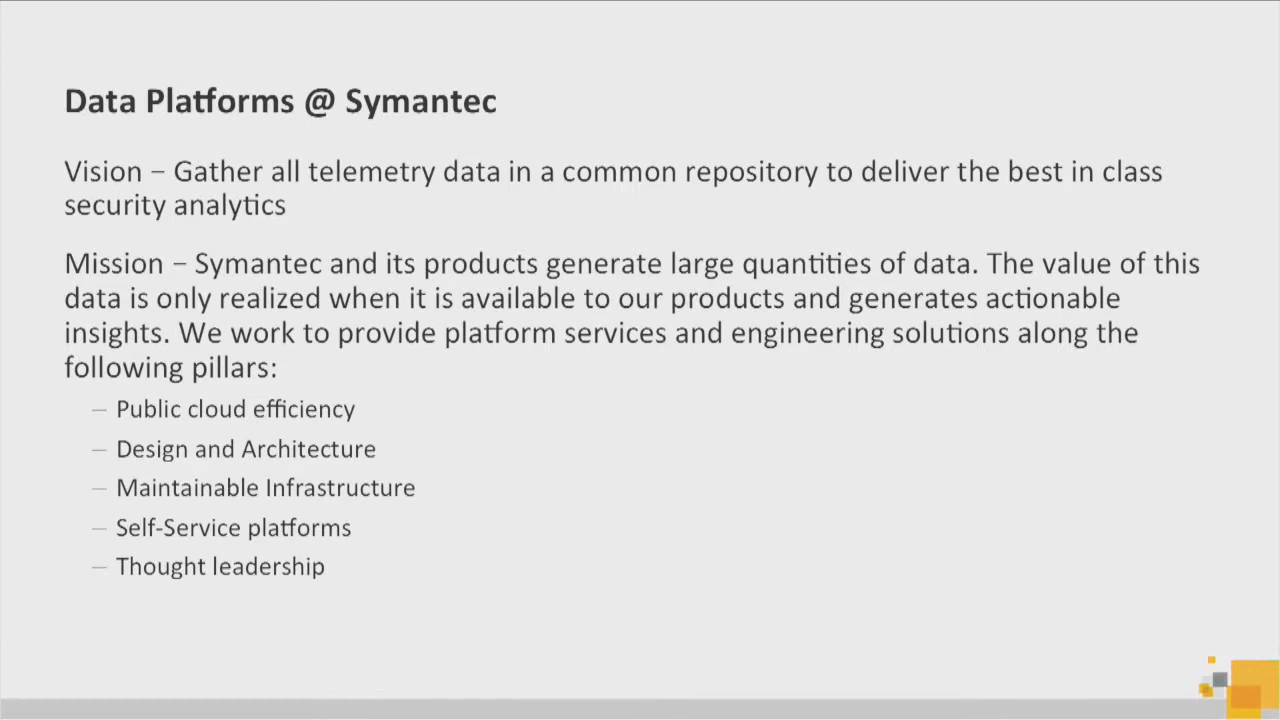 Data Platforms @ Symantec
Vision – Gather all telemetry data in a common repository to deliver the best in class
security analytics
Mission – Symantec and its products generate large quantities of data. The value of this
data is only realized when it is available to our products and generates actionable
insights. We work to provide platform services and engineering solutions along the
following pillars:
– Public cloud efficiency
– Design and Architecture
– Maintainable Infrastructure
– Self-Service platforms
– Thought leadership